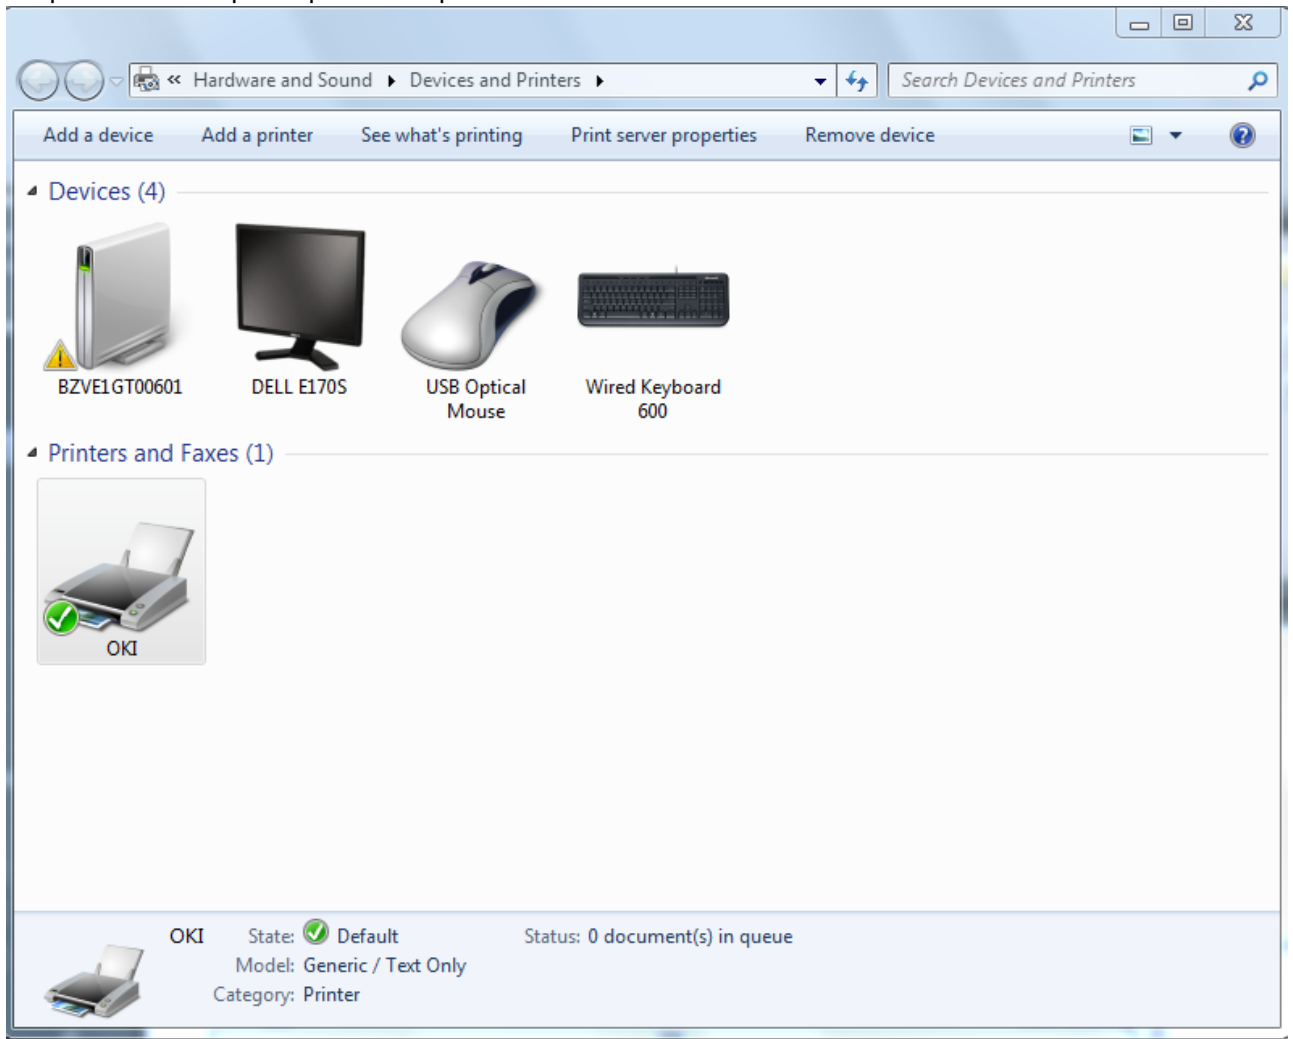 « Hardware and Sound Devices and Printers Search Devices and Printers
Add a device Add a printer See what's printing Print server properties Remove device
Devices (4)
BZVE1GT00601 DELL E170S USB Optical Mouse Wired Keyboard 600
Printers and Faxes (1)
OKI
OKI State: Default Status: 0 document(s) in queue
Model: Generic / Text Only
Category: Printer